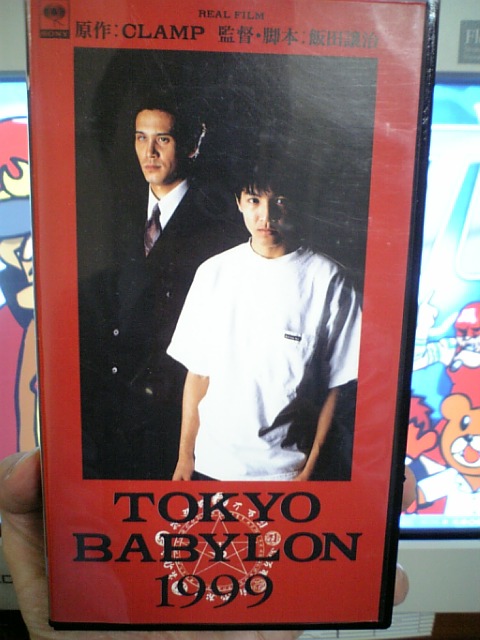 REAL FILM
SONY
原作:CLAMP 監督・脚本:飯田譲治
TOKYO
BABYLON
1999